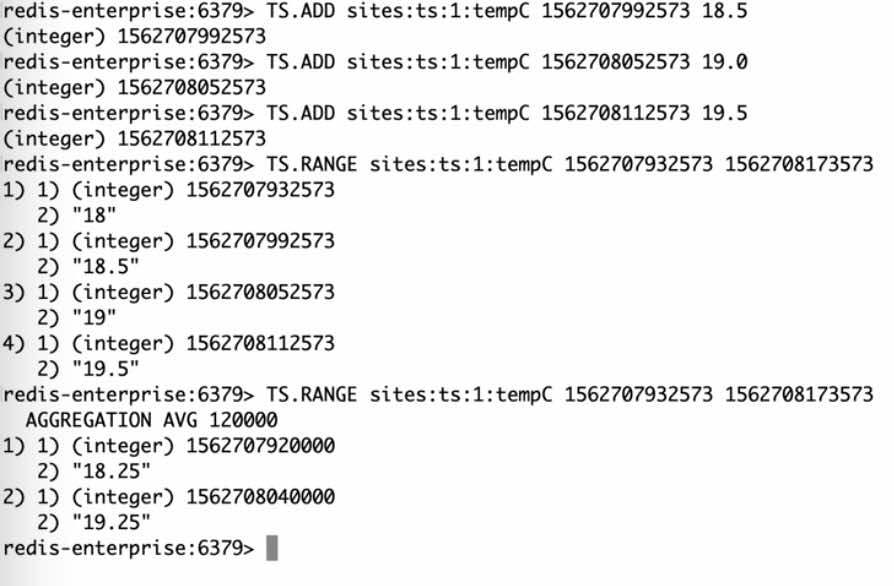 redis-enterprise:6379> TS.ADD sites:ts:1:tempC 1562707992573 18.5
(integer) 1562707992573
redis-enterprise:6379> TS.ADD sites:ts:1:tempC 1562708052573 19.0
(integer) 1562708052573
redis-enterprise:6379> TS.ADD sites:ts:1:tempC 1562708112573 19.5
(integer) 1562708112573
redis-enterprise:6379> TS.RANGE sites:ts:1:tempC 1562707932573 1562708173573
1) 1) (integer) 1562707932573
   2) "18"
2) 1) (integer) 1562707992573
   2) "18.5"
3) 1) (integer) 1562708052573
   2) "19"
4) 1) (integer) 1562708112573
   2) "19.5"
redis-enterprise:6379> TS.RANGE sites:ts:1:tempC 1562707932573 1562708173573
  AGGREGATION AVG 120000
1) 1) (integer) 1562707920000
   2) "18.25"
2) 1) (integer) 1562708040000
   2) "19.25"
redis-enterprise:6379>